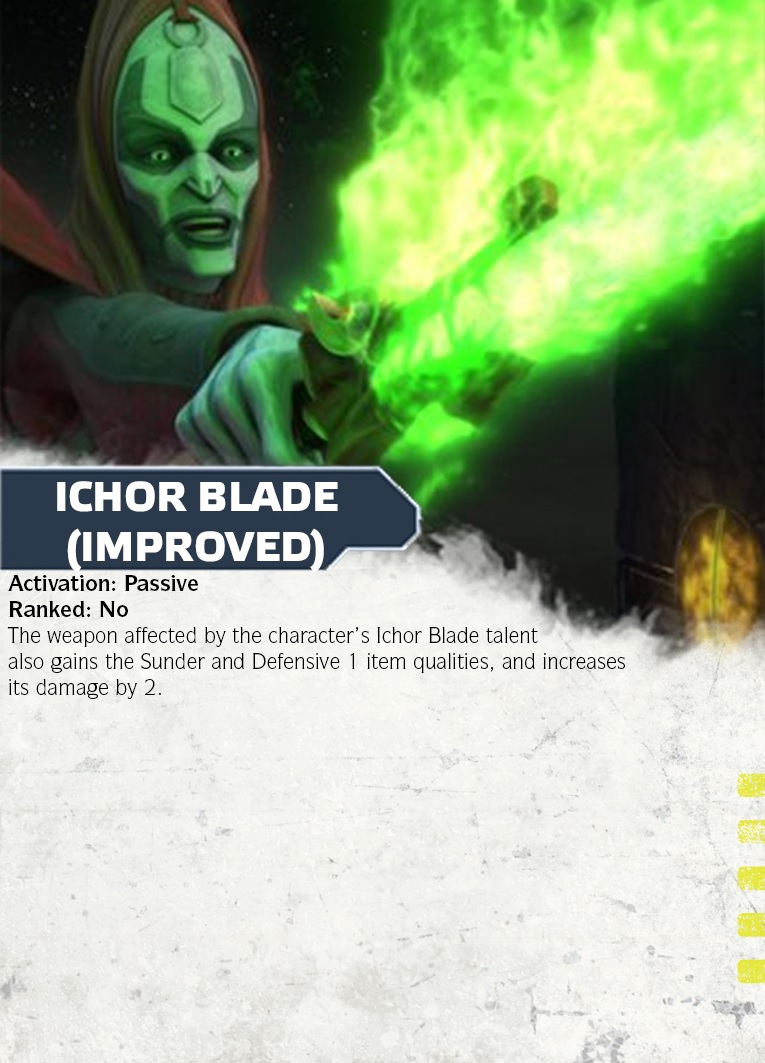 ICHOR BLADE
(IMPROVED)
Activation: Passive
Ranked: No
The weapon affected by the character’s Ichor Blade talent
also gains the Sunder and Defensive 1 item qualities, and increases
its damage by 2.